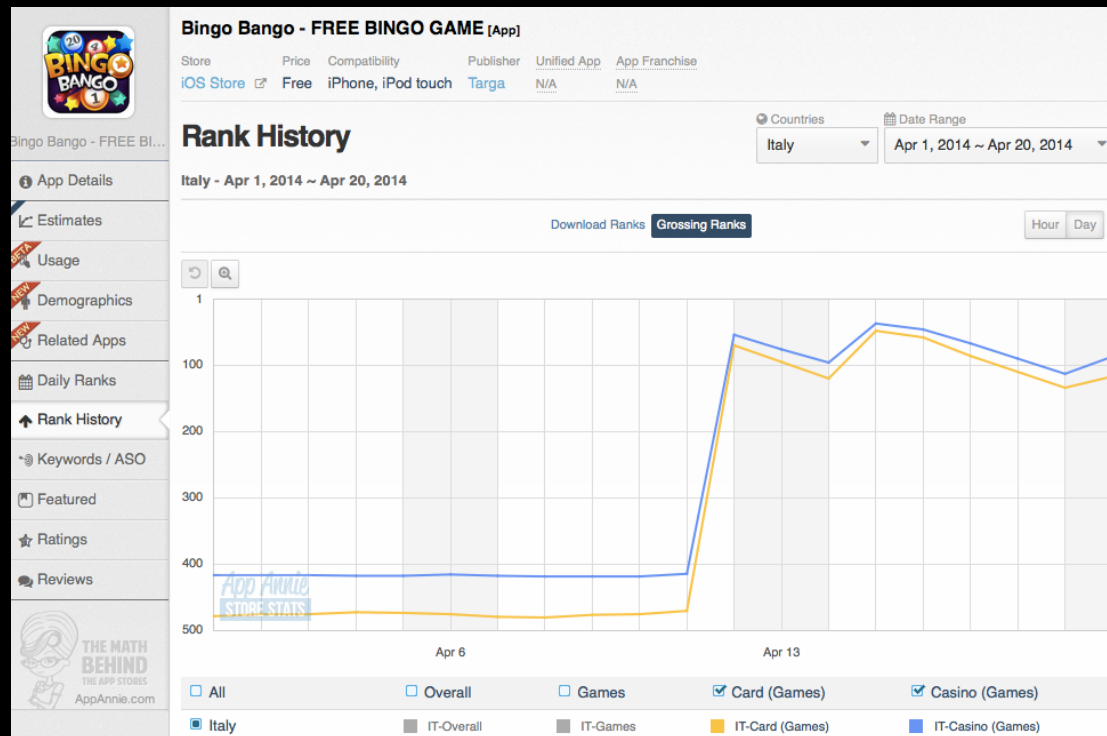 20 4
BINGO
BANGO
1
Bingo Bango - FREE BI...
App Details
Estimates
BETA
Usage
NEW
Demographics
NEW
Related Apps
Daily Ranks
Rank History
Keywords / ASO
Featured
Ratings
Reviews
THE MATH
BEHIND
THE APP STORES
AppAnnie.com
Bingo Bango - FREE BINGO GAME [App]
Store Price Compatibility Publisher Unified App App Franchise
iOS Store Free iPhone, iPod touch Targa N/A N/A
Rank History
Countries Date Range
Italy Apr 1, 2014 ~ Apr 20, 2014
Italy - Apr 1, 2014 ~ Apr 20, 2014
Download Ranks Grossing Ranks Hour Day
1
100
200
300
400
500
App Annie
STORE STATS
Apr 6 Apr 13
All Overall Games Card (Games) Casino (Games)
Italy IT-Overall IT-Games IT-Card (Games) IT-Casino (Games)